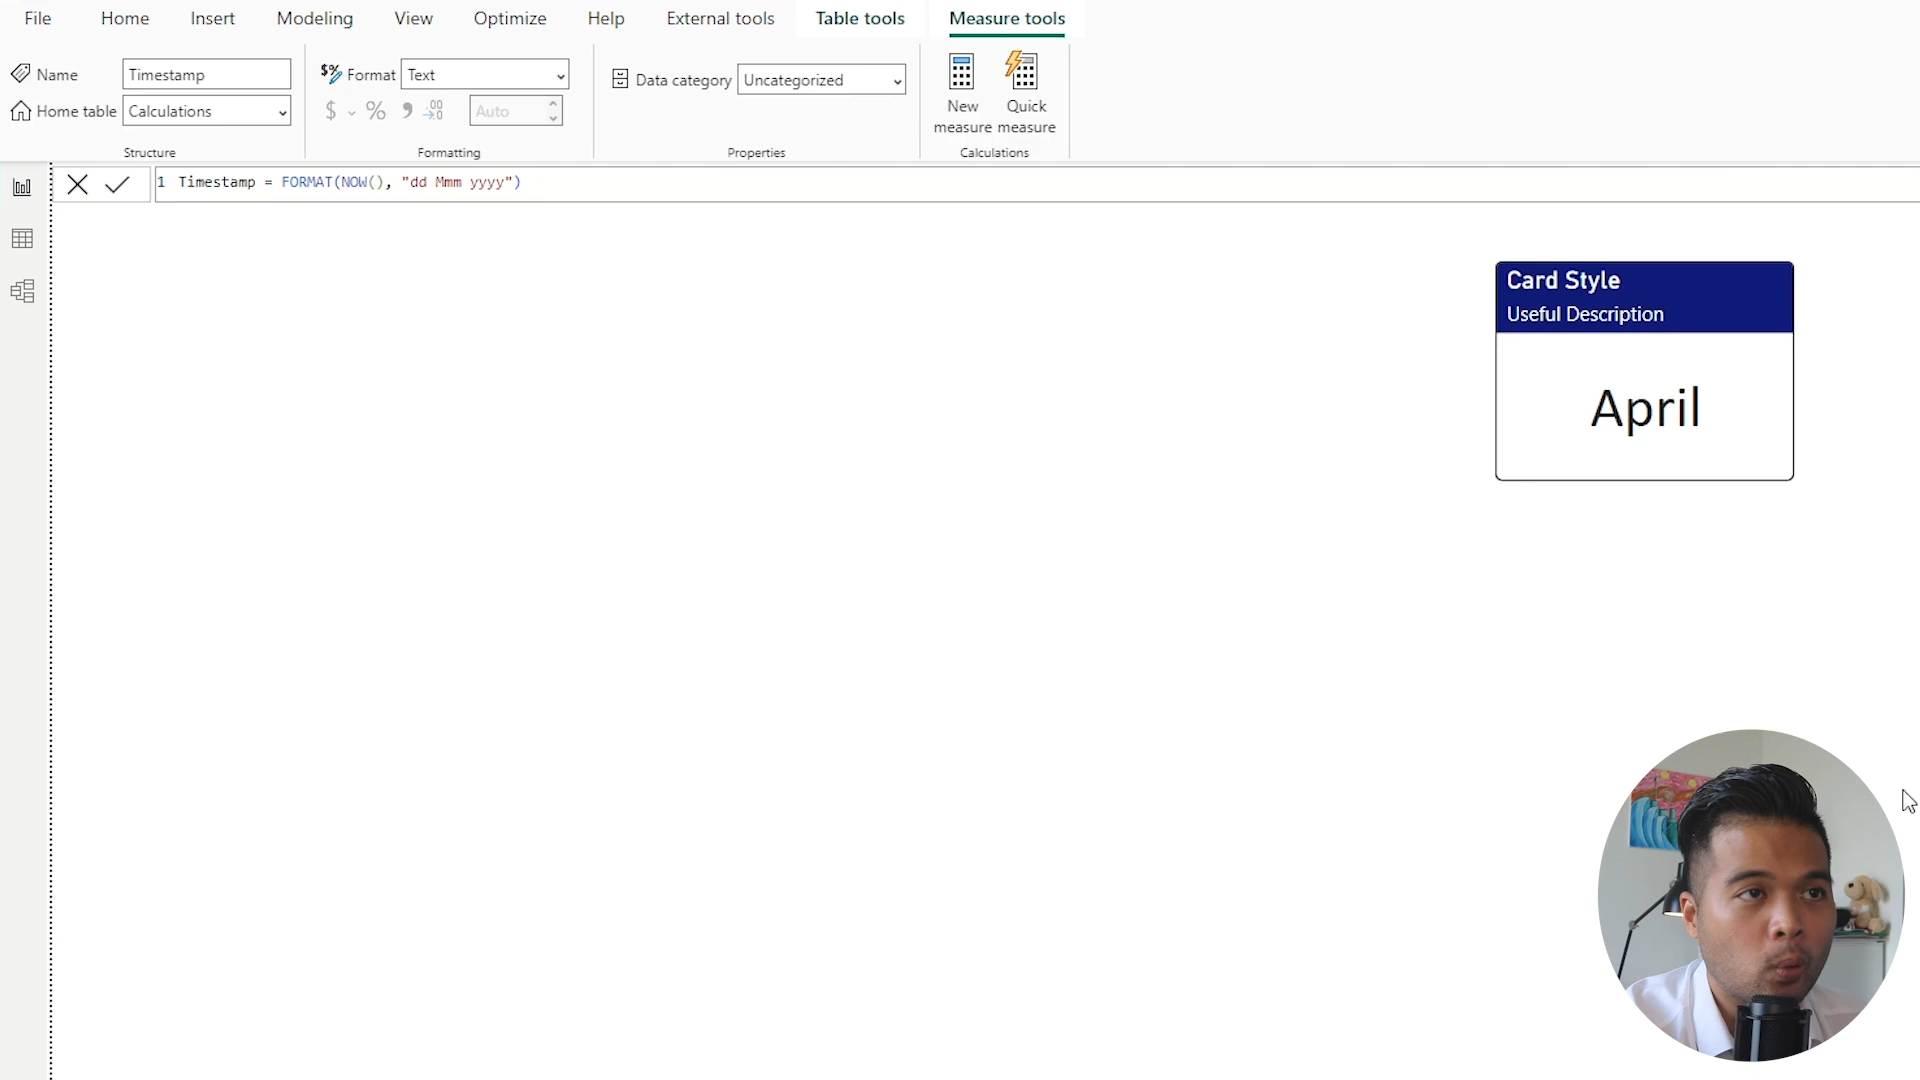 File Home Insert Modeling View Optimize Help External tools Table tools Measure tools
Name Timestamp $% Format Text Data category Uncategorized New measure Quick measure
Home table Calculations $ % , .00 →.0 Auto
Structure Formatting Properties Calculations
1 Timestamp = FORMAT(NOW(), "dd Mmm yyyy")
Card Style
Useful Description
April